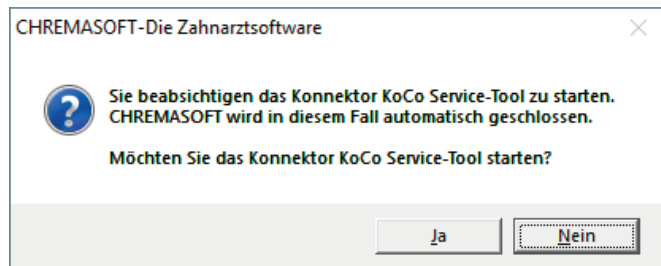 CHREMASOFT-Die Zahnarztsoftware
Sie beabsichtigen das Konnektor KoCo Service-Tool zu starten.
CHREMASOFT wird in diesem Fall automatisch geschlossen.
Möchten Sie das Konnektor KoCo Service-Tool starten?
Ja
Nein